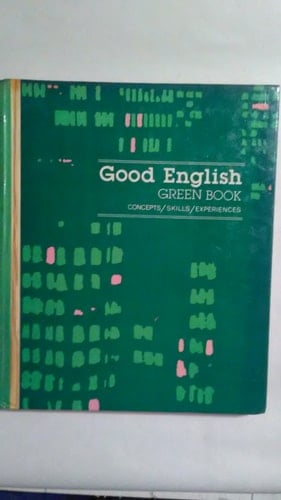 Good English
GREEN BOOK
CONCEPTS/SKILLS/EXPERIENCES